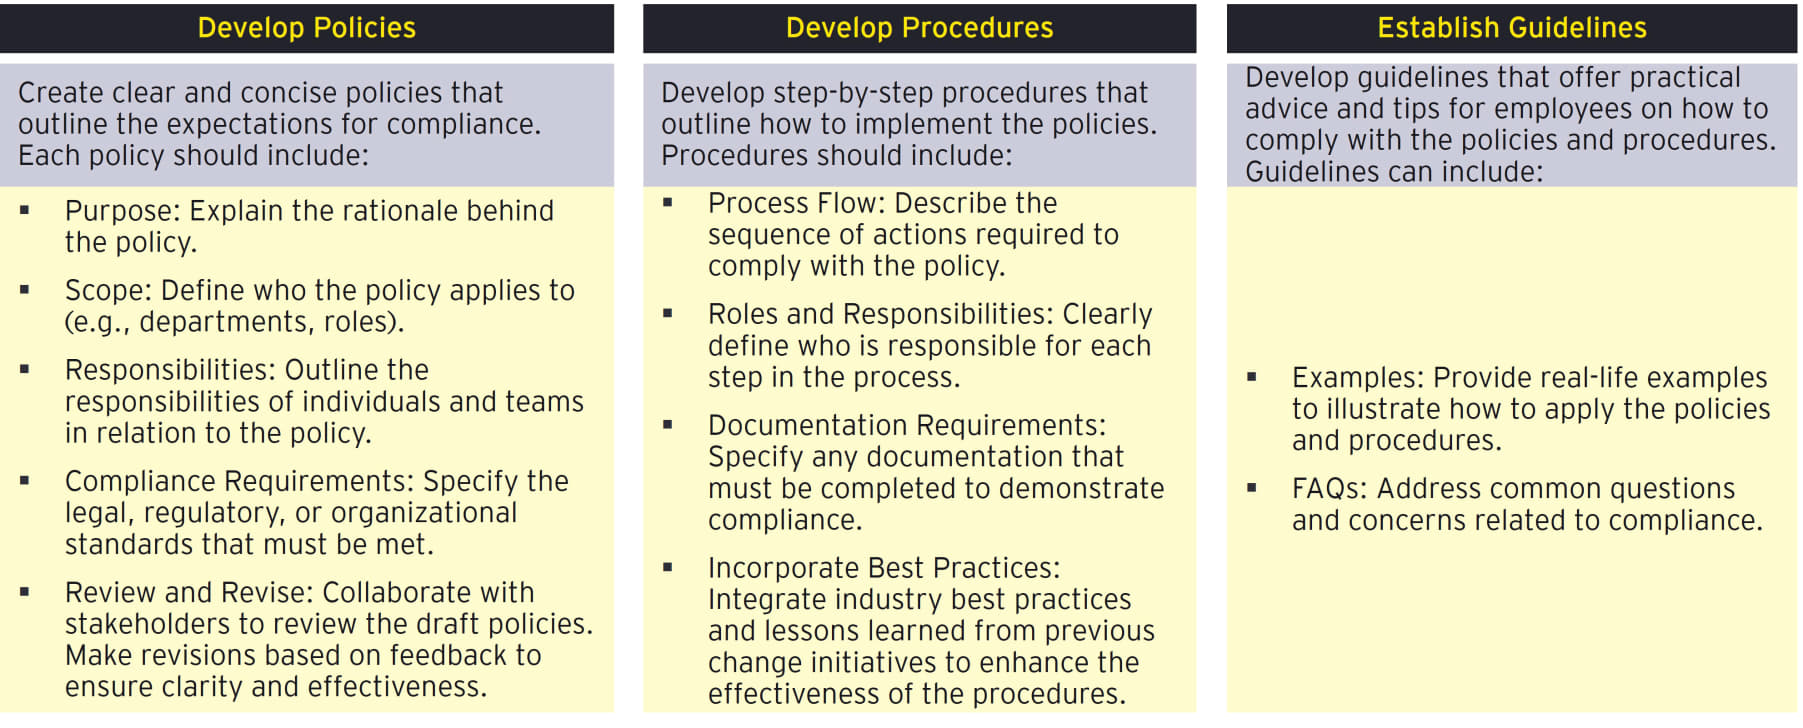 Develop Policies
Create clear and concise policies that
outline the expectations for compliance.
Each policy should include:
▪ Purpose: Explain the rationale behind
the policy.
▪ Scope: Define who the policy applies to
(e.g., departments, roles).
▪ Responsibilities: Outline the
responsibilities of individuals and teams
in relation to the policy.
▪ Compliance Requirements: Specify the
legal, regulatory, or organizational
standards that must be met.
▪ Review and Revise: Collaborate with
stakeholders to review the draft policies.
Make revisions based on feedback to
ensure clarity and effectiveness.
Develop Procedures
Develop step-by-step procedures that
outline how to implement the policies.
Procedures should include:
▪ Process Flow: Describe the
sequence of actions required to
comply with the policy.
▪ Roles and Responsibilities: Clearly
define who is responsible for each
step in the process.
▪ Documentation Requirements:
Specify any documentation that
must be completed to demonstrate
compliance.
▪ Incorporate Best Practices:
Integrate industry best practices
and lessons learned from previous
change initiatives to enhance the
effectiveness of the procedures.
Establish Guidelines
Develop guidelines that offer practical
advice and tips for employees on how to
comply with the policies and procedures.
Guidelines can include:
▪ Examples: Provide real-life examples
to illustrate how to apply the policies
and procedures.
▪ FAQs: Address common questions
and concerns related to compliance.